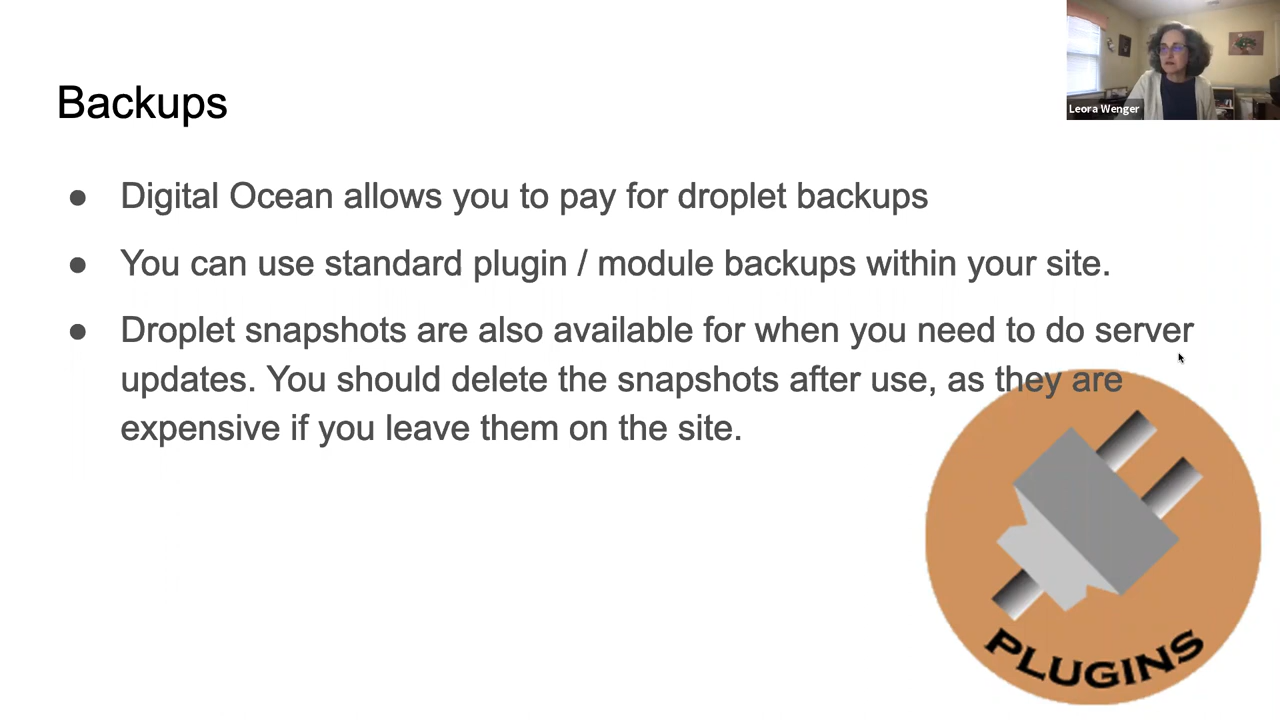 Leora Wenger
Backups
● Digital Ocean allows you to pay for droplet backups
● You can use standard plugin / module backups within your site.
● Droplet snapshots are also available for when you need to do server
updates. You should delete the snapshots after use, as they are
expensive if you leave them on the site.
PLUGINS